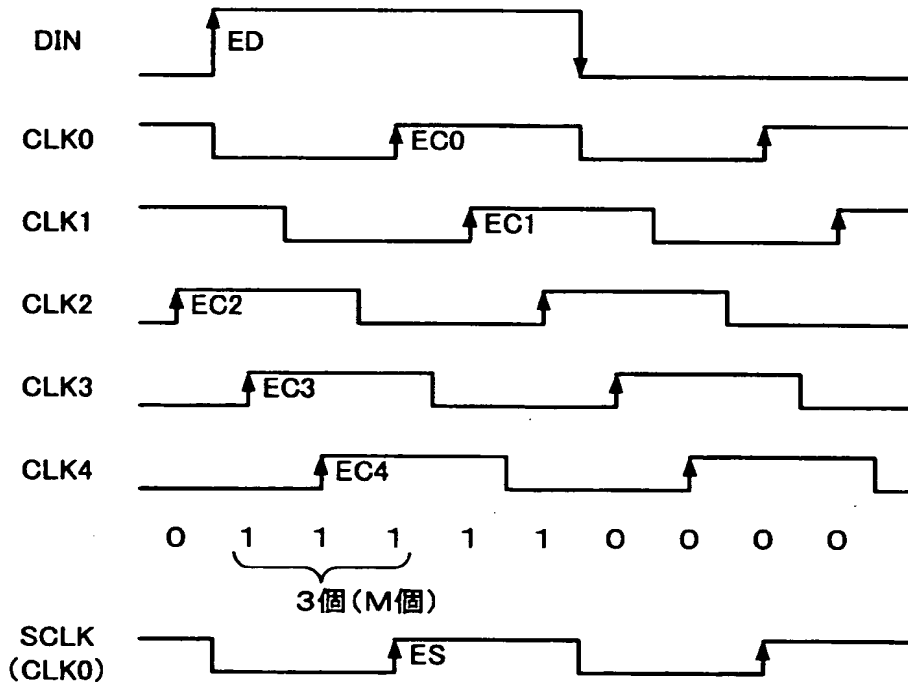 DIN
ED
CLK0
EC0
CLK1
EC1
CLK2
EC2
CLK3
EC3
CLK4
EC4
0 1 1 1 1 1 0 0 0 0
3個(M個)
SCLK
(CLK0)
ES